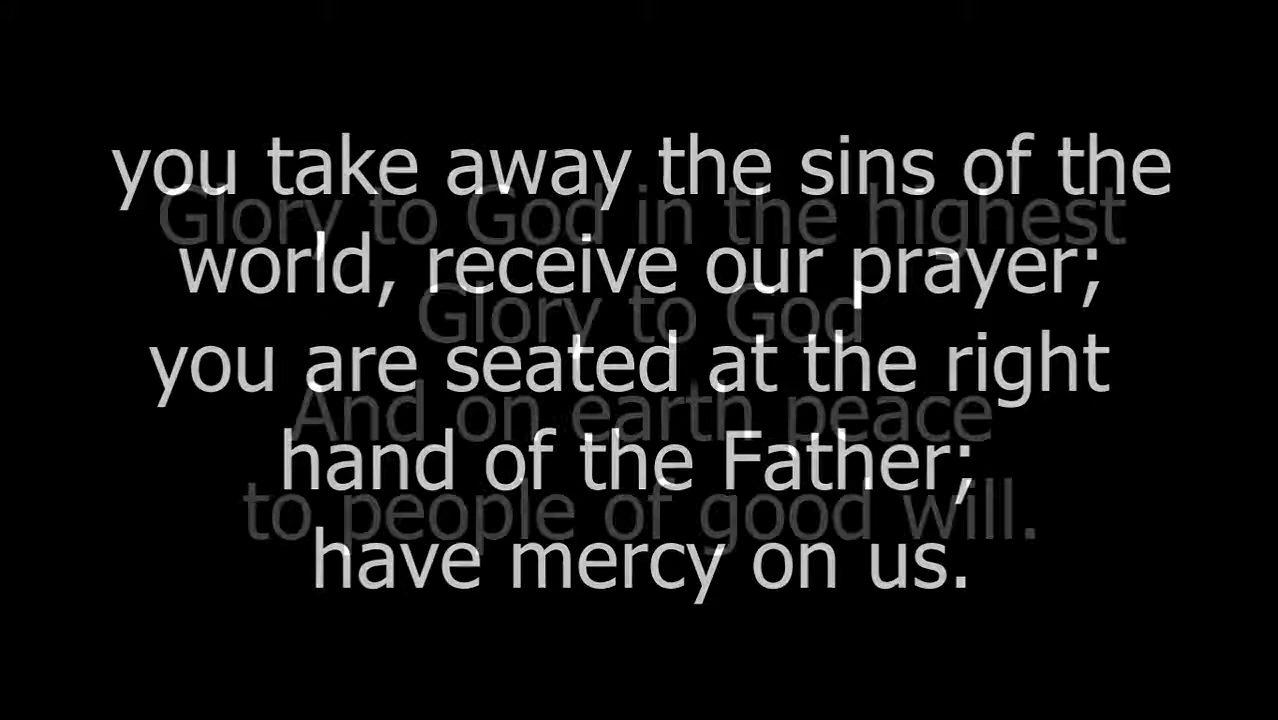 you take away the sins of the
Glory to God in the highest
world, receive our prayer;
Glory to God
you are seated at the right
And on earth peace
hand of the Father;
to people of good will.
have mercy on us.